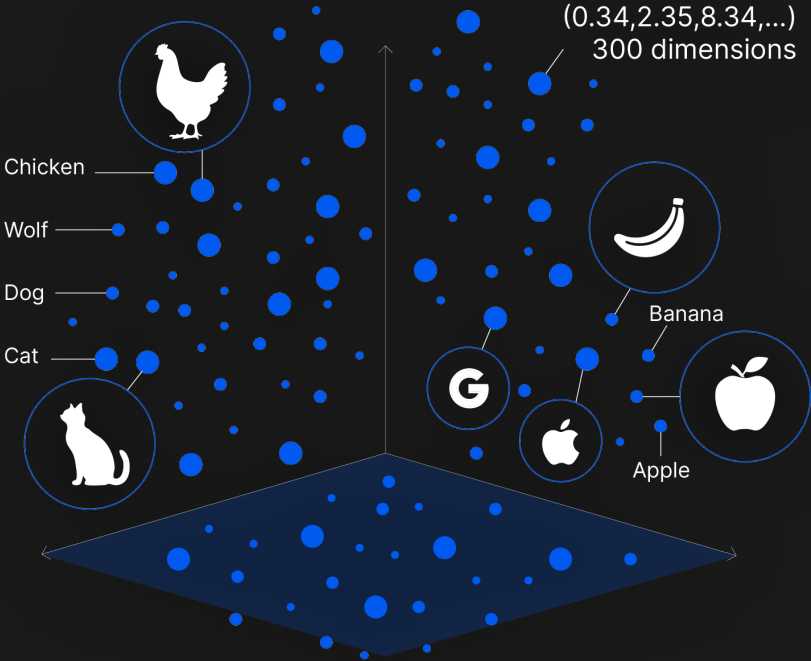 (0.34,2.35,8.34,...)
300 dimensions
Chicken
Wolf
Dog
Cat
Banana
G
Apple